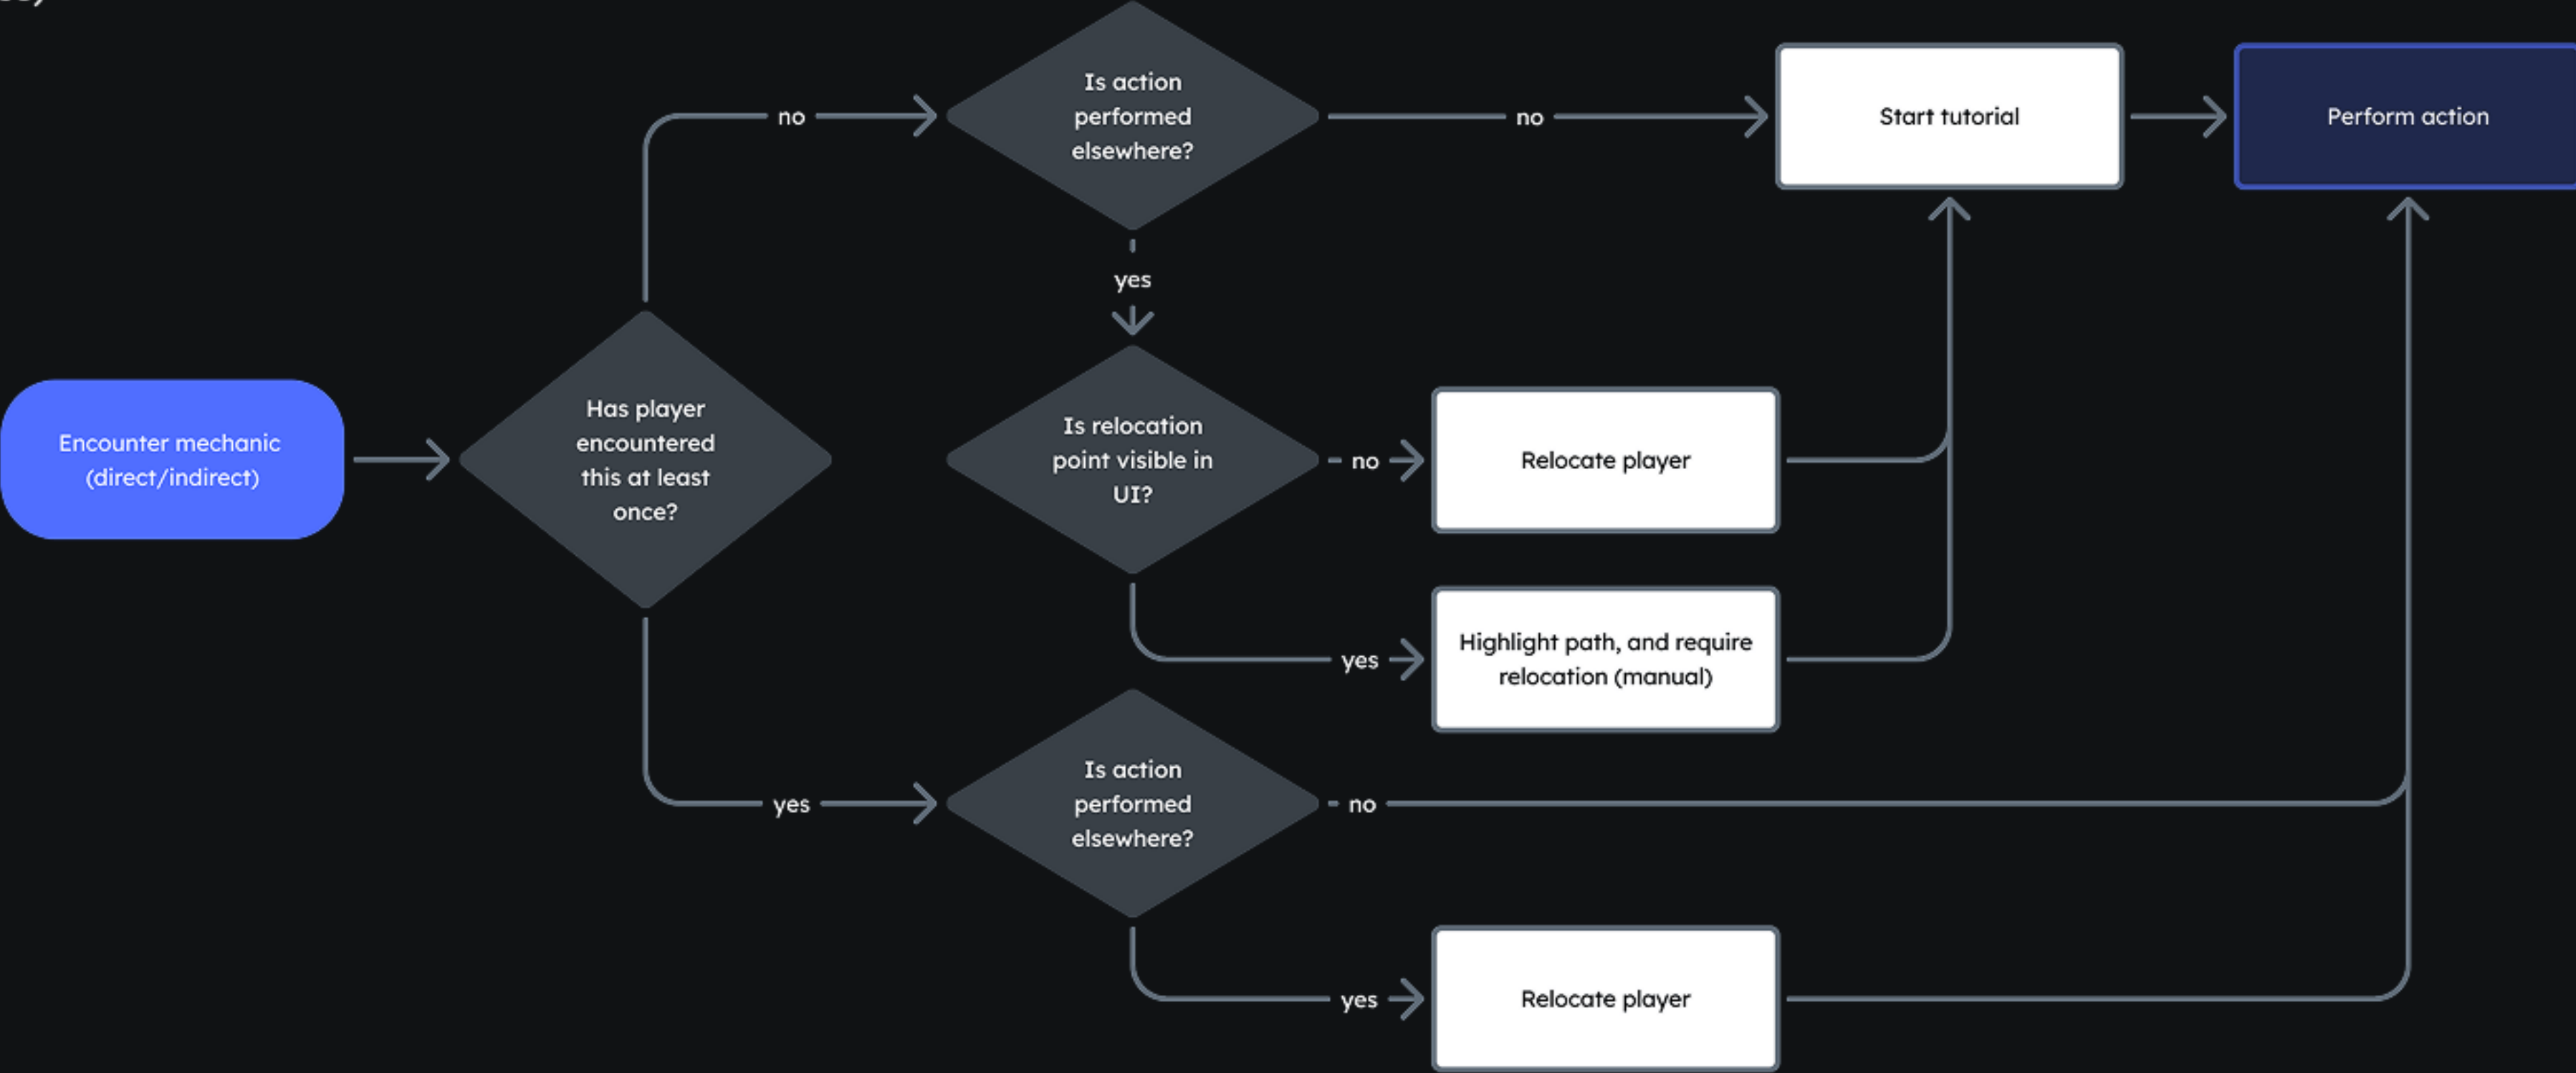 Is action
performed
elsewhere?
no
no
Start tutorial
Perform action
yes
Has player
encountered
this at least
once?
Encounter mechanic
(direct/indirect)
Is relocation
point visible in
UI?
no
Relocate player
yes
Highlight path, and require
relocation (manual)
Is action
performed
elsewhere?
yes
no
yes
Relocate player